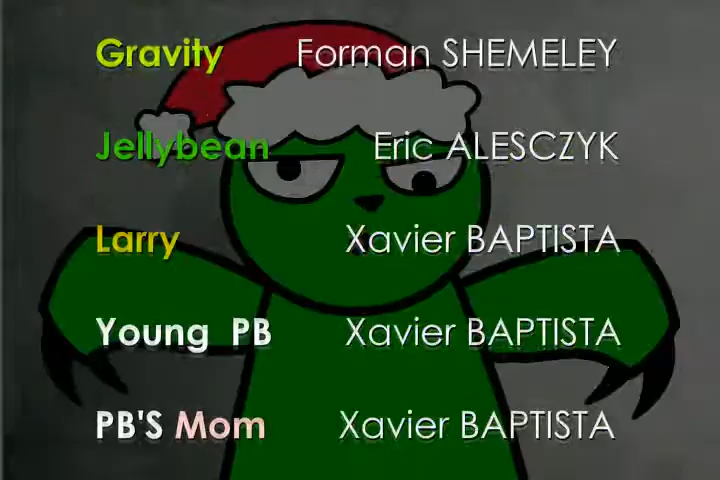 Gravity Forman SHEMELEY
Jellybean Eric ALESCZYK
Larry Xavier BAPTISTA
Young PB Xavier BAPTISTA
PB'S Mom Xavier BAPTISTA